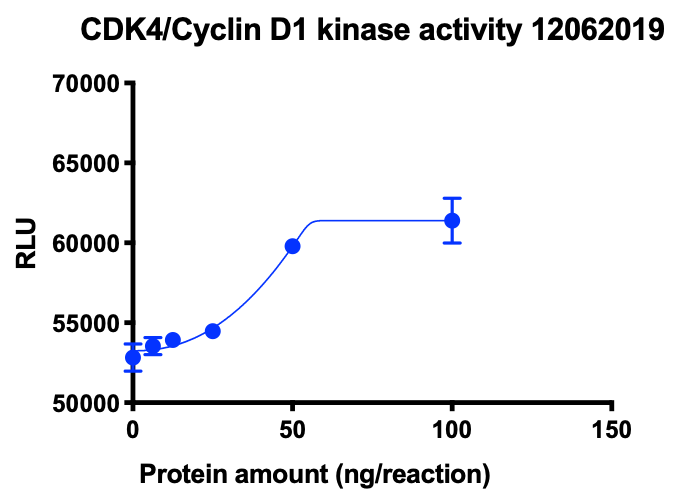 CDK4/Cyclin D1 kinase activity 12062019
70000
65000
60000
55000
50000
RLU
0 50 100 150
Protein amount (ng/reaction)